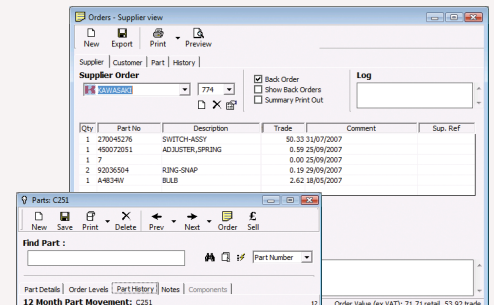 Orders - Supplier view
New Export Print Preview
Supplier Customer Part History
Supplier Order
KAWASAKI 774
Back Order
Show Back Orders
Summary Print Out
Log
Qty Part No Description Trade Comment Sup. Ref
1 270045276 SWITCH-ASSY 50.33 31/07/2007
1 450072051 ADJUSTER,SPRING 0.59 25/09/2007
1 7 0.00 25/09/2007
2 92036504 RING-SNAP 0.19 29/09/2007
1 A4834W BULB 2.62 18/05/2007
Parts: C251
New Save Print Delete Prev Next Order Sell
Find Part :
Part Number
Part Details Order Levels Part History Notes Components
12 Month Part Movement: C251 12
Order Value (ex VAT): 71.71 retail, 53.92 trade